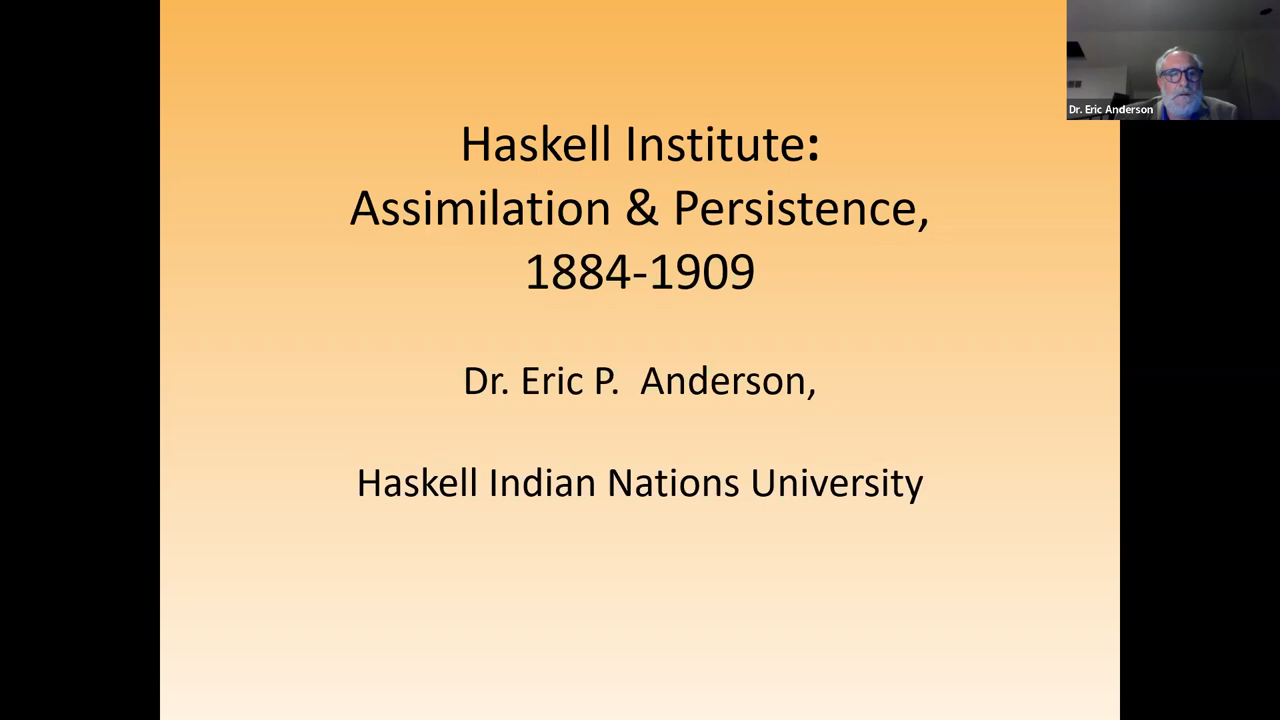 Haskell Institute:
Assimilation & Persistence,
1884-1909
Dr. Eric P.  Anderson,
Haskell Indian Nations University
Dr. Eric Anderson